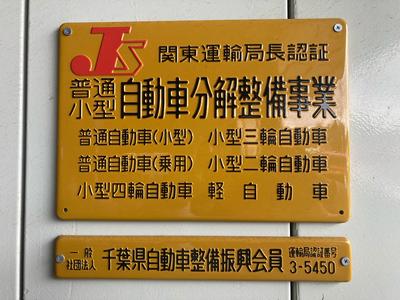 JS 関東運輸局長認証
普通
小型 自動車分解整備事業
普通自動車(小型) 小型三輪自動車
普通自動車(乗用) 小型二輪自動車
小型四輪自動車 軽自動車
一般
社団法人 千葉県自動車整備振興会員 運輸局認証番号
3-5450